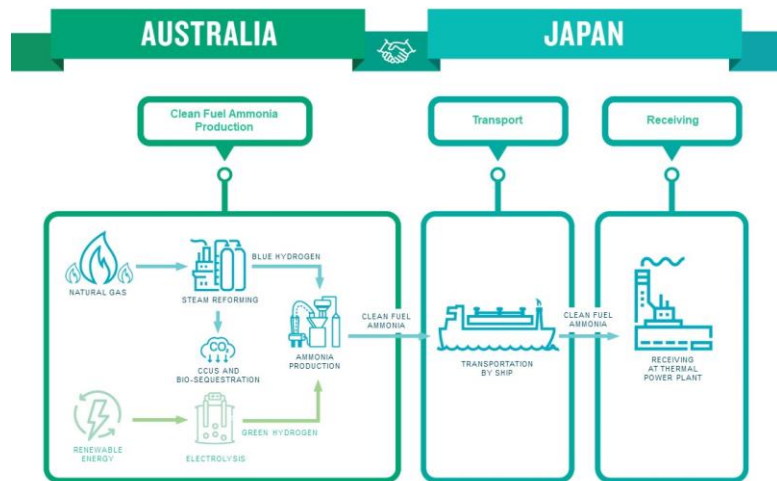 AUSTRALIA
JAPAN
Clean Fuel Ammonia
Production
Transport
Receiving
NATURAL GAS
STEAM REFORMING
BLUE HYDROGEN
CO₂
CCUS AND
BIO-SEQUESTRATION
AMMONIA
PRODUCTION
RENEWABLE
ENERGY
ELECTROLYSIS
GREEN HYDROGEN
CLEAN FUEL
AMMONIA
TRANSPORTATION
BY SHIP
CLEAN FUEL
AMMONIA
RECEIVING
AT THERMAL
POWER PLANT